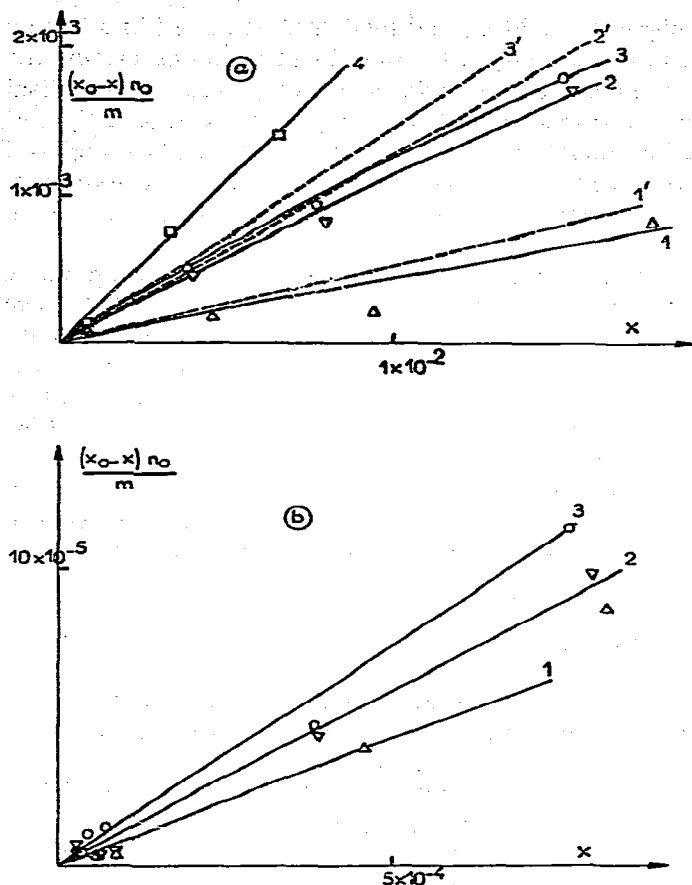 2×10⁻³
(x₀-x) n₀
m
1×10⁻³
a
4
3'
2'
3
2
1'
1
x
1×10⁻²
(x₀-x) n₀
m
b
10×10⁻⁵
3
2
1
x
5×10⁻⁴